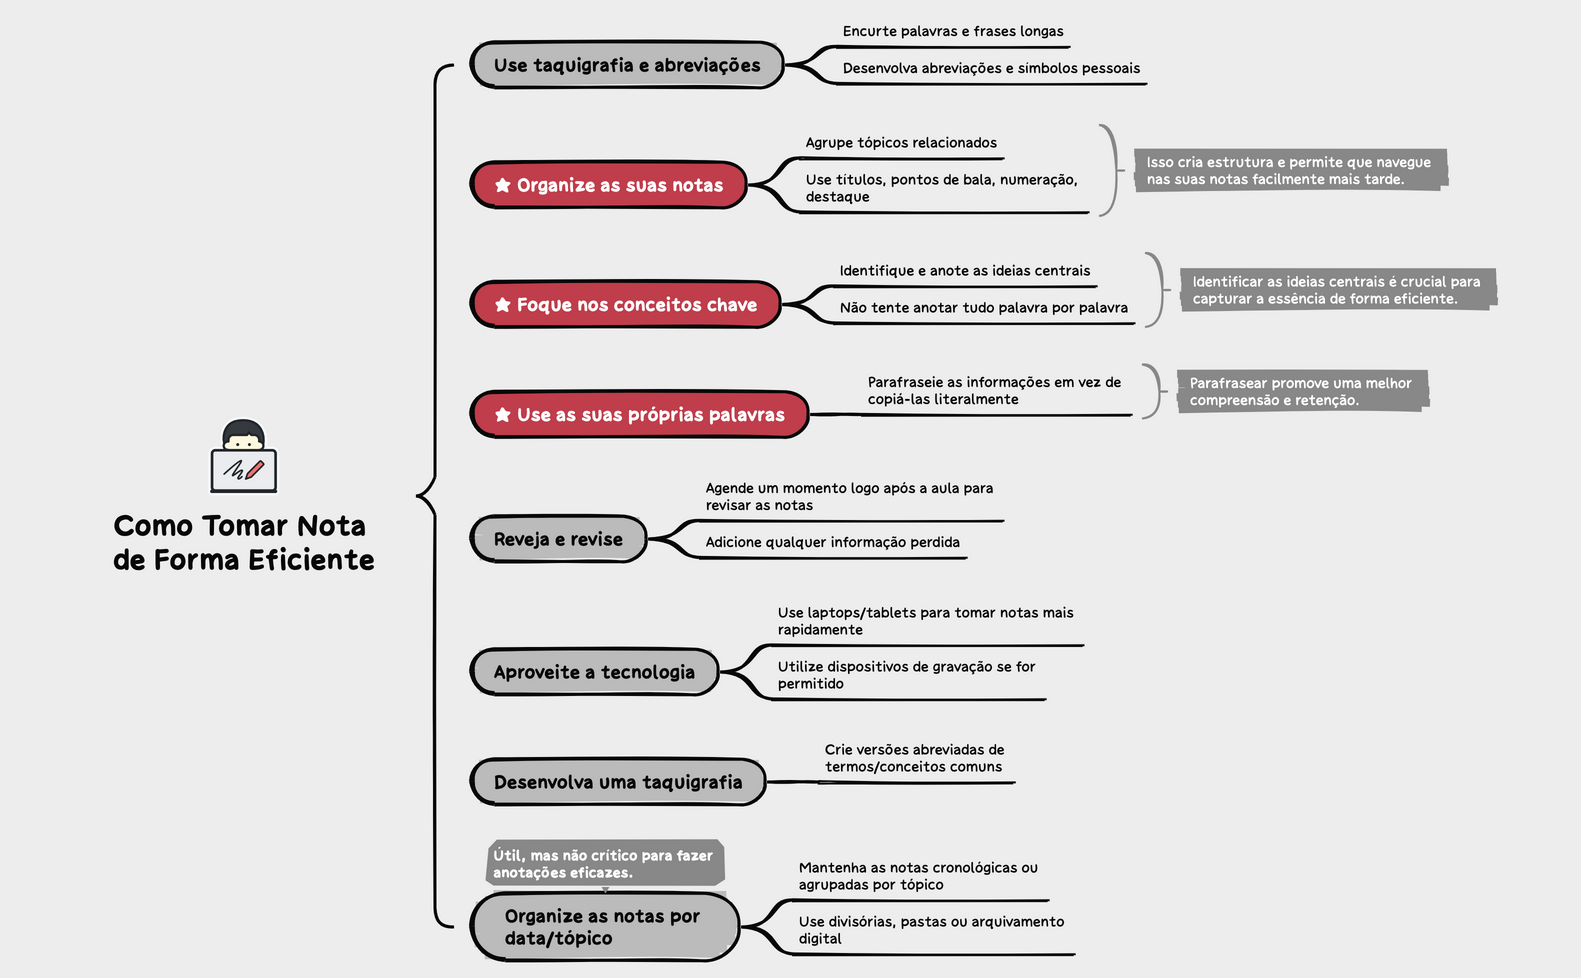 Como Tomar Nota
de Forma Eficiente
Use taquigrafia e abreviações
Encurte palavras e frases longas
Desenvolva abreviações e símbolos pessoais
Organize as suas notas
Agrupe tópicos relacionados
Use títulos, pontos de bala, numeração,
destaque
Isso cria estrutura e permite que navegue
nas suas notas facilmente mais tarde.
Foque nos conceitos chave
Identifique e anote as ideias centrais
Não tente anotar tudo palavra por palavra
Identificar as ideias centrais é crucial para
capturar a essência de forma eficiente.
Use as suas próprias palavras
Parafraseie as informações em vez de
copiá-las literalmente
Parafrasear promove uma melhor
compreensão e retenção.
Reveja e revise
Agende um momento logo após a aula para
revisar as notas
Adicione qualquer informação perdida
Aproveite a tecnologia
Use laptops/tablets para tomar notas mais
rapidamente
Utilize dispositivos de gravação se for
permitido
Desenvolva uma taquigrafia
Crie versões abreviadas de
termos/conceitos comuns
Útil, mas não crítico para fazer
anotações eficazes.
Organize as notas por
data/tópico
Mantenha as notas cronológicas ou
agrupadas por tópico
Use divisórias, pastas ou arquivamento
digital